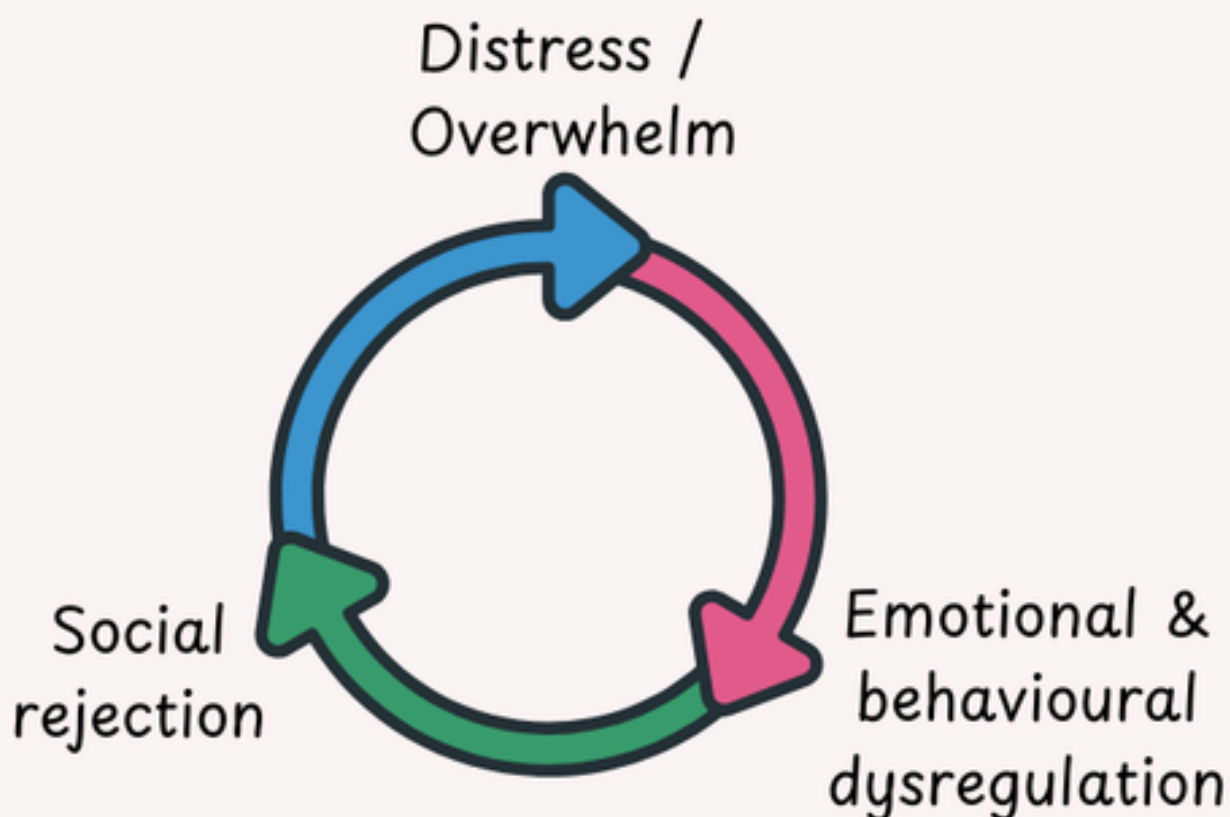 Distress /
Overwhelm
Emotional &
behavioural
dysregulation
Social
rejection